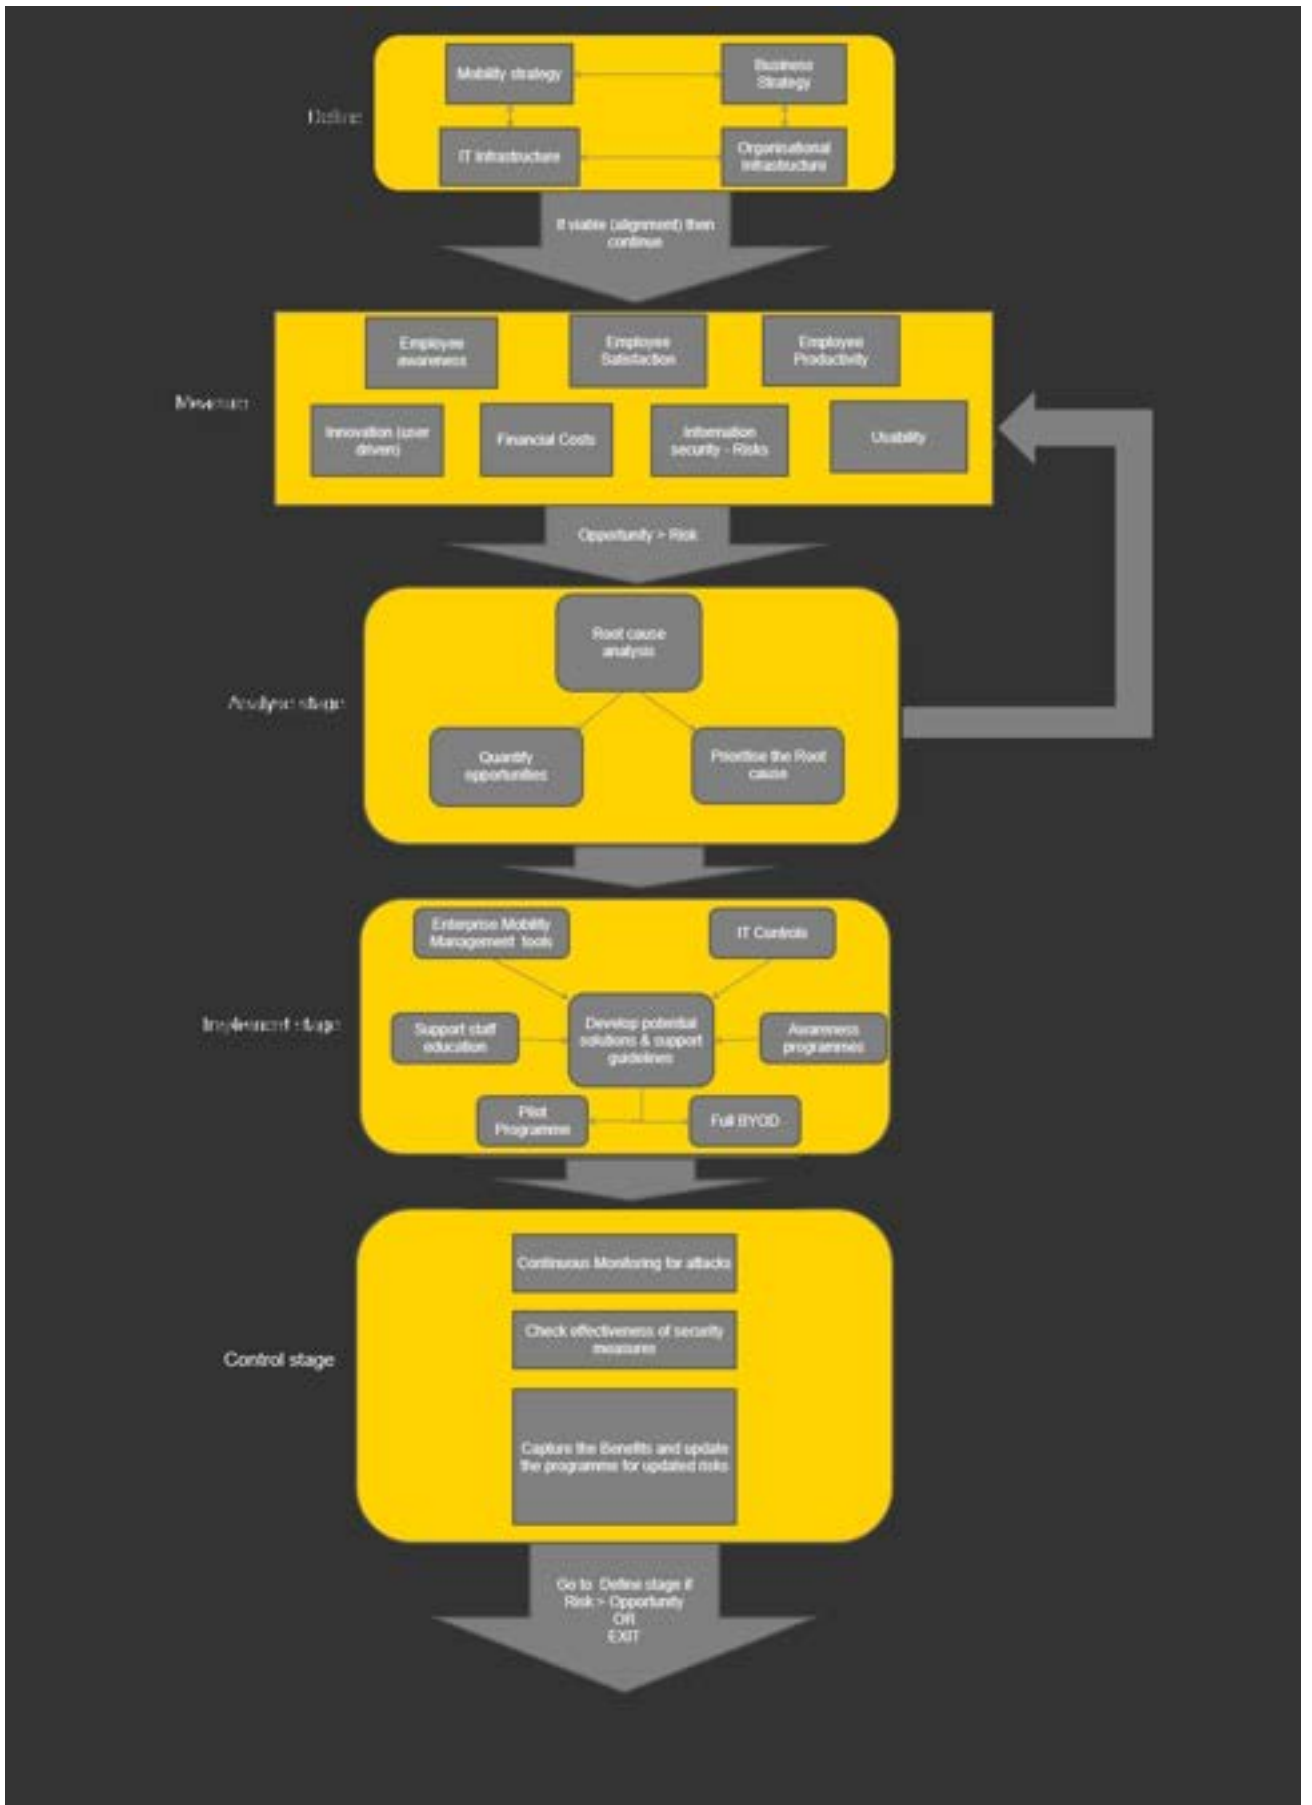 Mobility strategy
Business
Strategy
Define
IT Infrastructure
Organisational
Infrastructure
If viable (alignment) then
continue
Employee
awareness
Employee
Satisfaction
Employee
Productivity
Measure
Innovation (user
driven)
Financial Costs
Information
security - Risks
Usability
Opportunity > Risk
Root cause
analysis
Analyse stage
Quantify
opportunities
Prioritise the Root
cause
Enterprise Mobility
Management tools
IT Controls
Implement stage
Support staff
education
Develop potential
solutions & support
guidelines
Awareness
programmes
Pilot
Programme
Full BYOD
Continuous Monitoring for attacks
Check effectiveness of security
measures
Control stage
Capture the Benefits and update
the programme for updated risks
Go to Define stage if
Risk > Opportunity
OR
EXIT